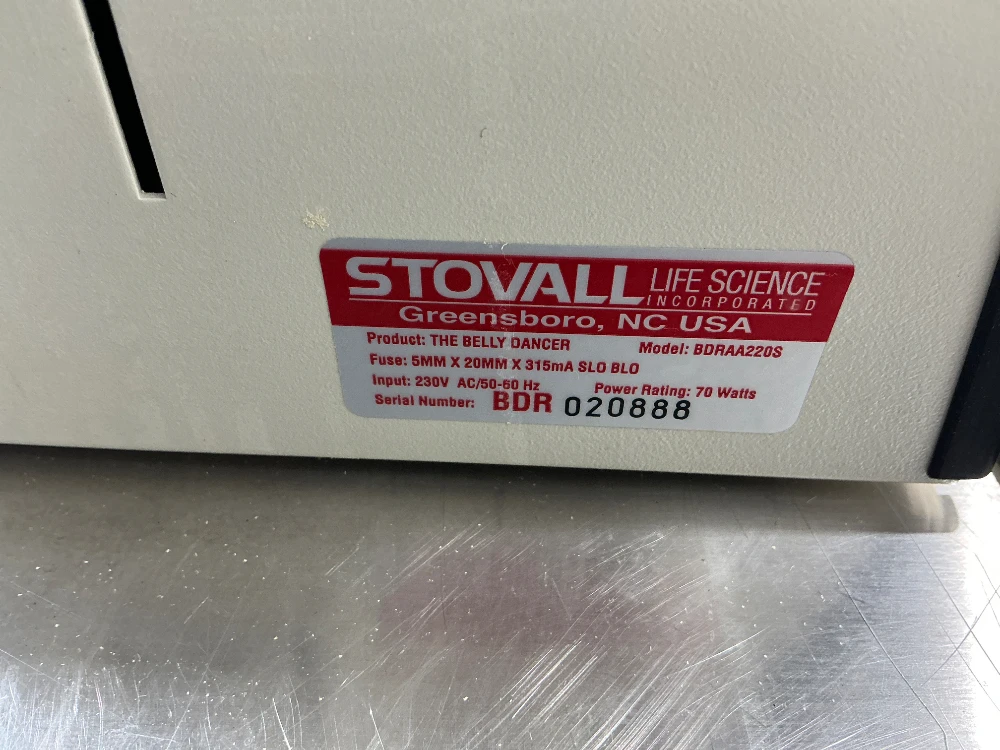 STOVALL LIFE SCIENCE
INCORPORATED
Greensboro, NC USA
Product: THE BELLY DANCER Model: BDRAA220S
Fuse: 5MM X 20MM X 315mA SLO BLO
Input: 230V AC/50-60 Hz Power Rating: 70 Watts
Serial Number: BDR 020888